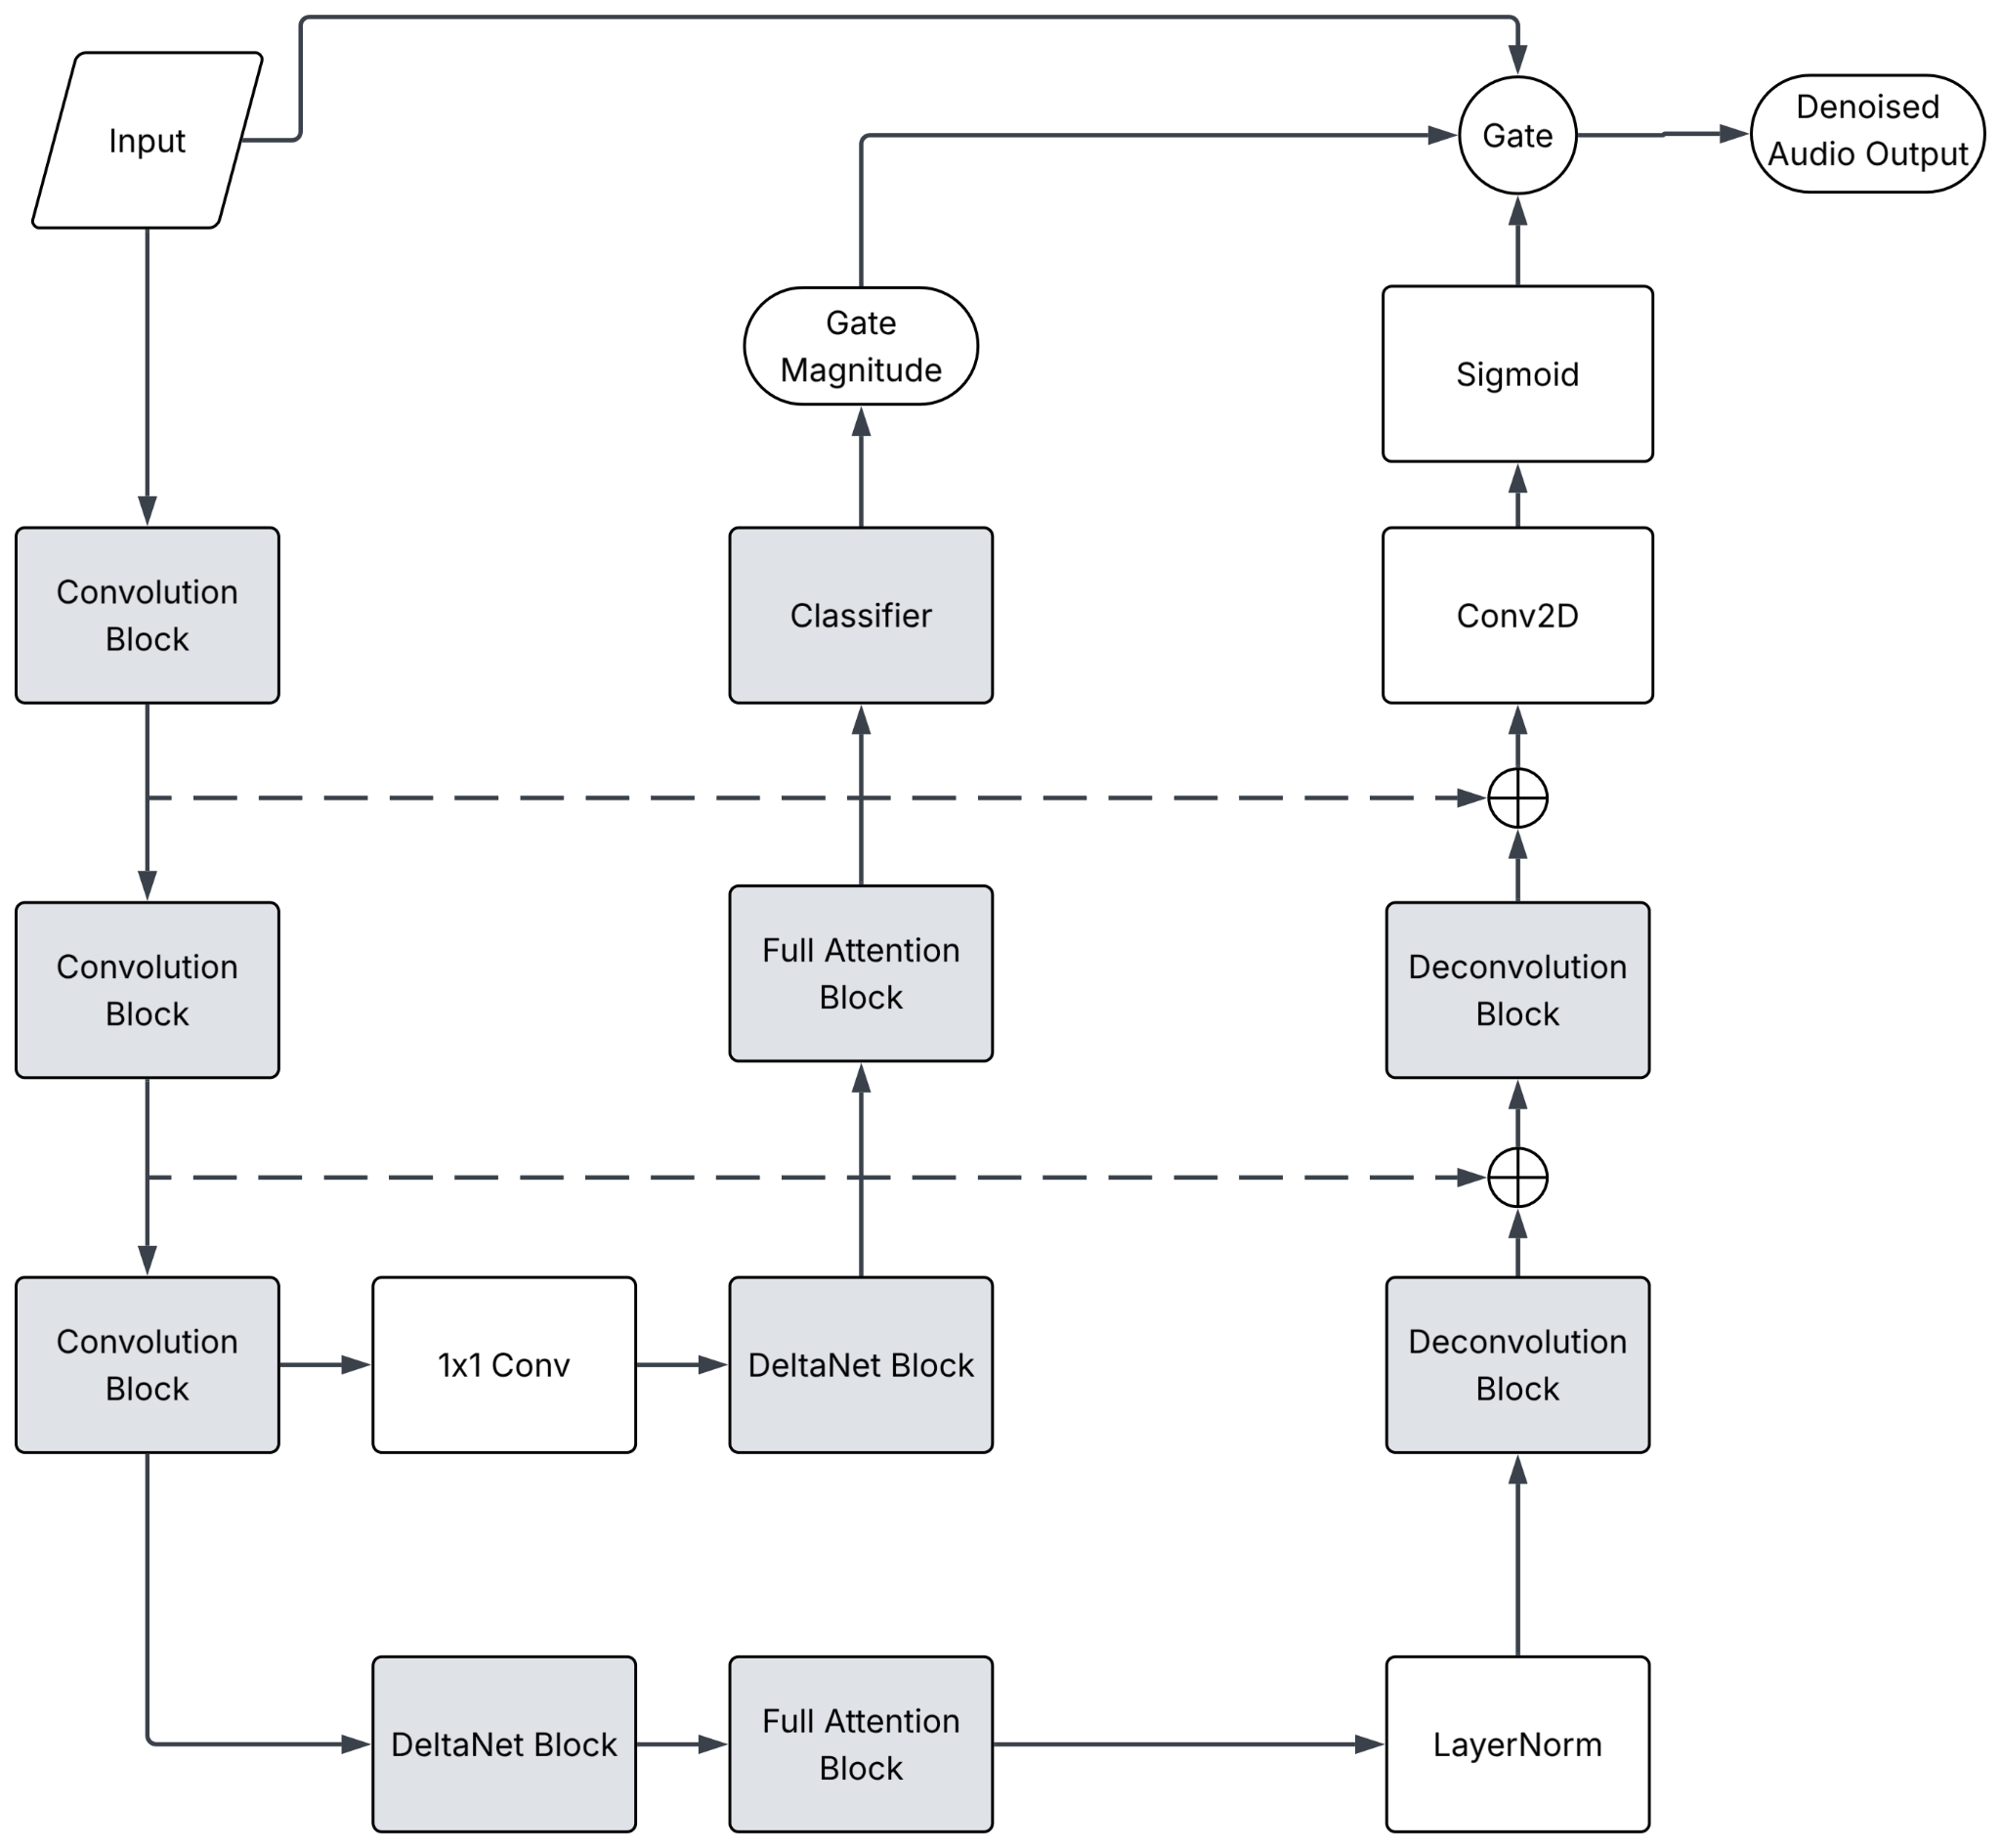 Input
Gate
Denoised
Audio Output
Gate
Magnitude
Sigmoid
Convolution
Block
Classifier
Conv2D
Convolution
Block
Full Attention
Block
Deconvolution
Block
Convolution
Block
1x1 Conv
DeltaNet Block
Deconvolution
Block
DeltaNet Block
Full Attention
Block
LayerNorm